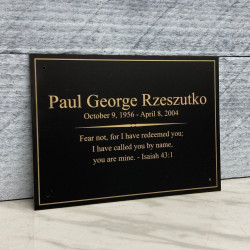 Paul George Rzeszutko
October 9, 1956 - April 8, 2004
Fear not, for I have redeemed you;
I have called you by name,
you are mine. - Isaiah 43:1